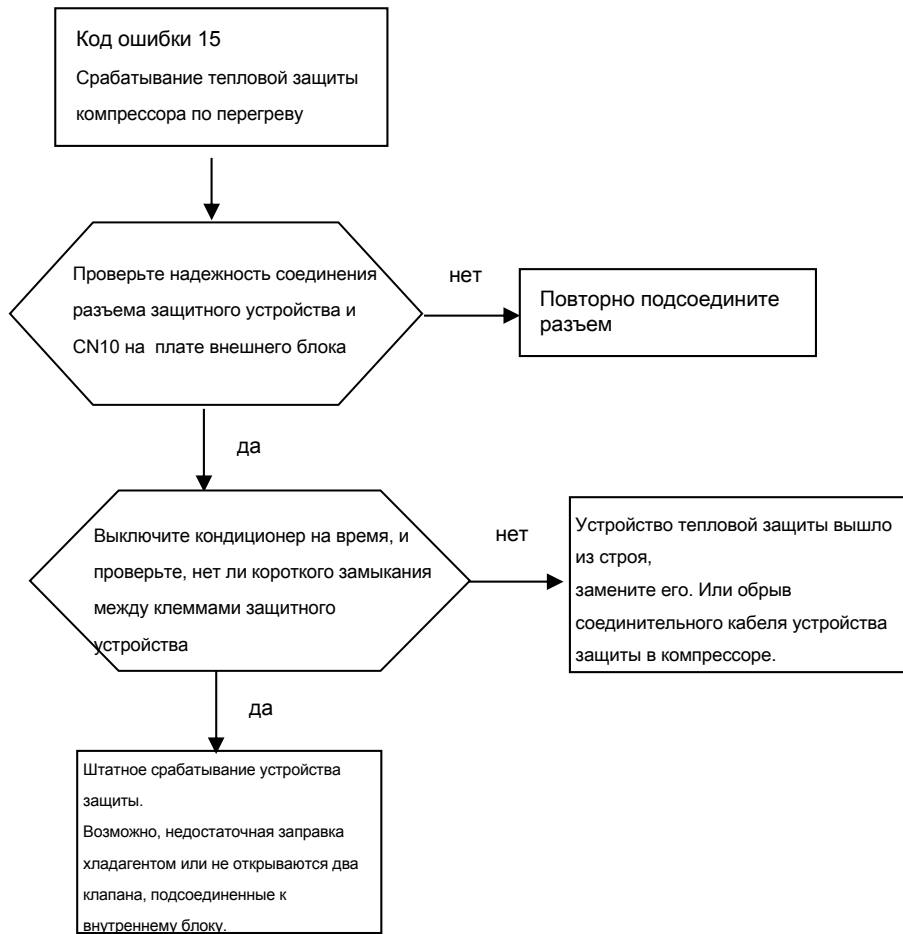 Код ошибки 15
Срабатывание тепловой защиты
компрессора по перегреву
Проверьте надежность соединения
разъема защитного устройства и
CN10 на плате внешнего блока
нет
Повторно подсоедините
разъем
да
Выключите кондиционер на время, и
проверьте, нет ли короткого замыкания
между клеммами защитного
устройства
нет
Устройство тепловой защиты вышло
из строя,
замените его. Или обрыв
соединительного кабеля устройства
защиты в компрессоре.
да
Штатное срабатывание устройства
защиты.
Возможно, недостаточная заправка
хладагентом или не открываются два
клапана, подсоединенные к
внутреннему блоку.